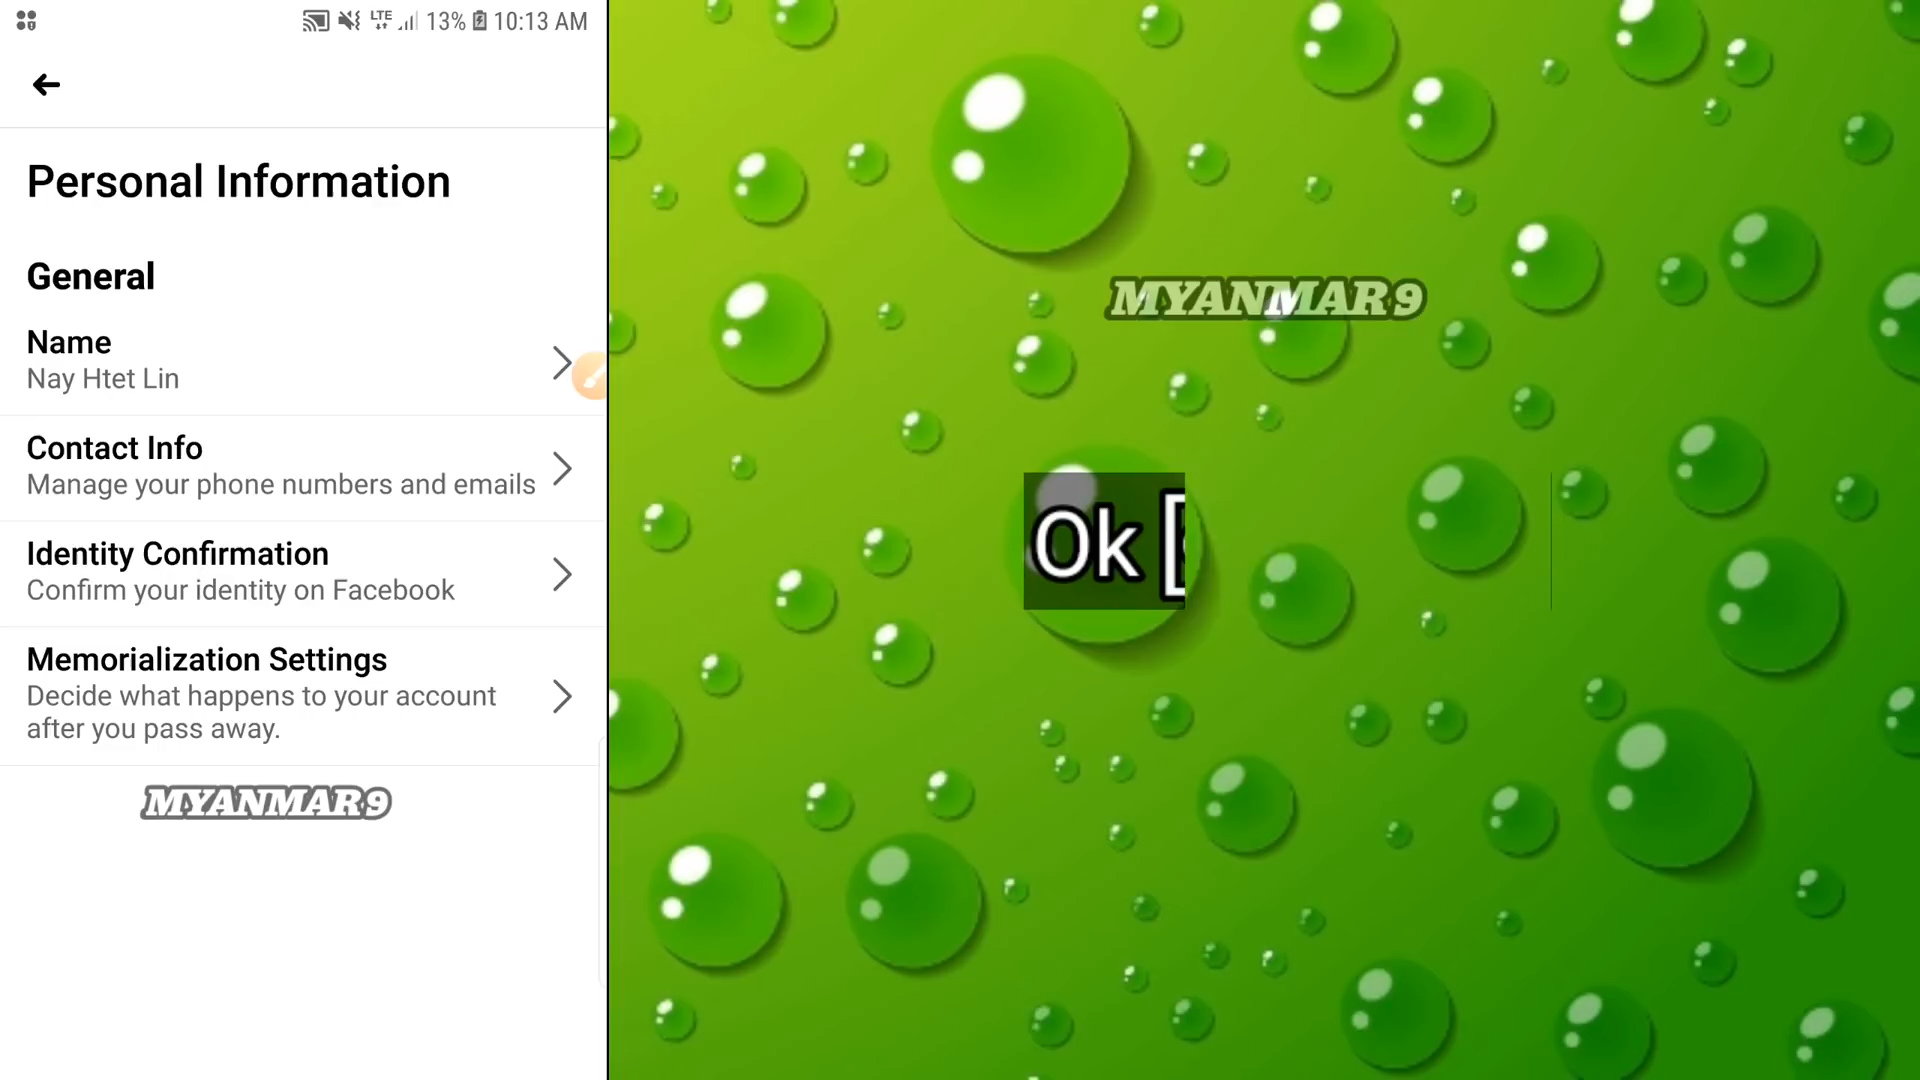 LTE 13% 10:13 AM
Personal Information
General
Name
Nay Htet Lin
Contact Info
Manage your phone numbers and emails
Identity Confirmation
Confirm your identity on Facebook
Memorialization Settings
Decide what happens to your account
after you pass away.
MYANMAR9
MYANMAR9
Ok [